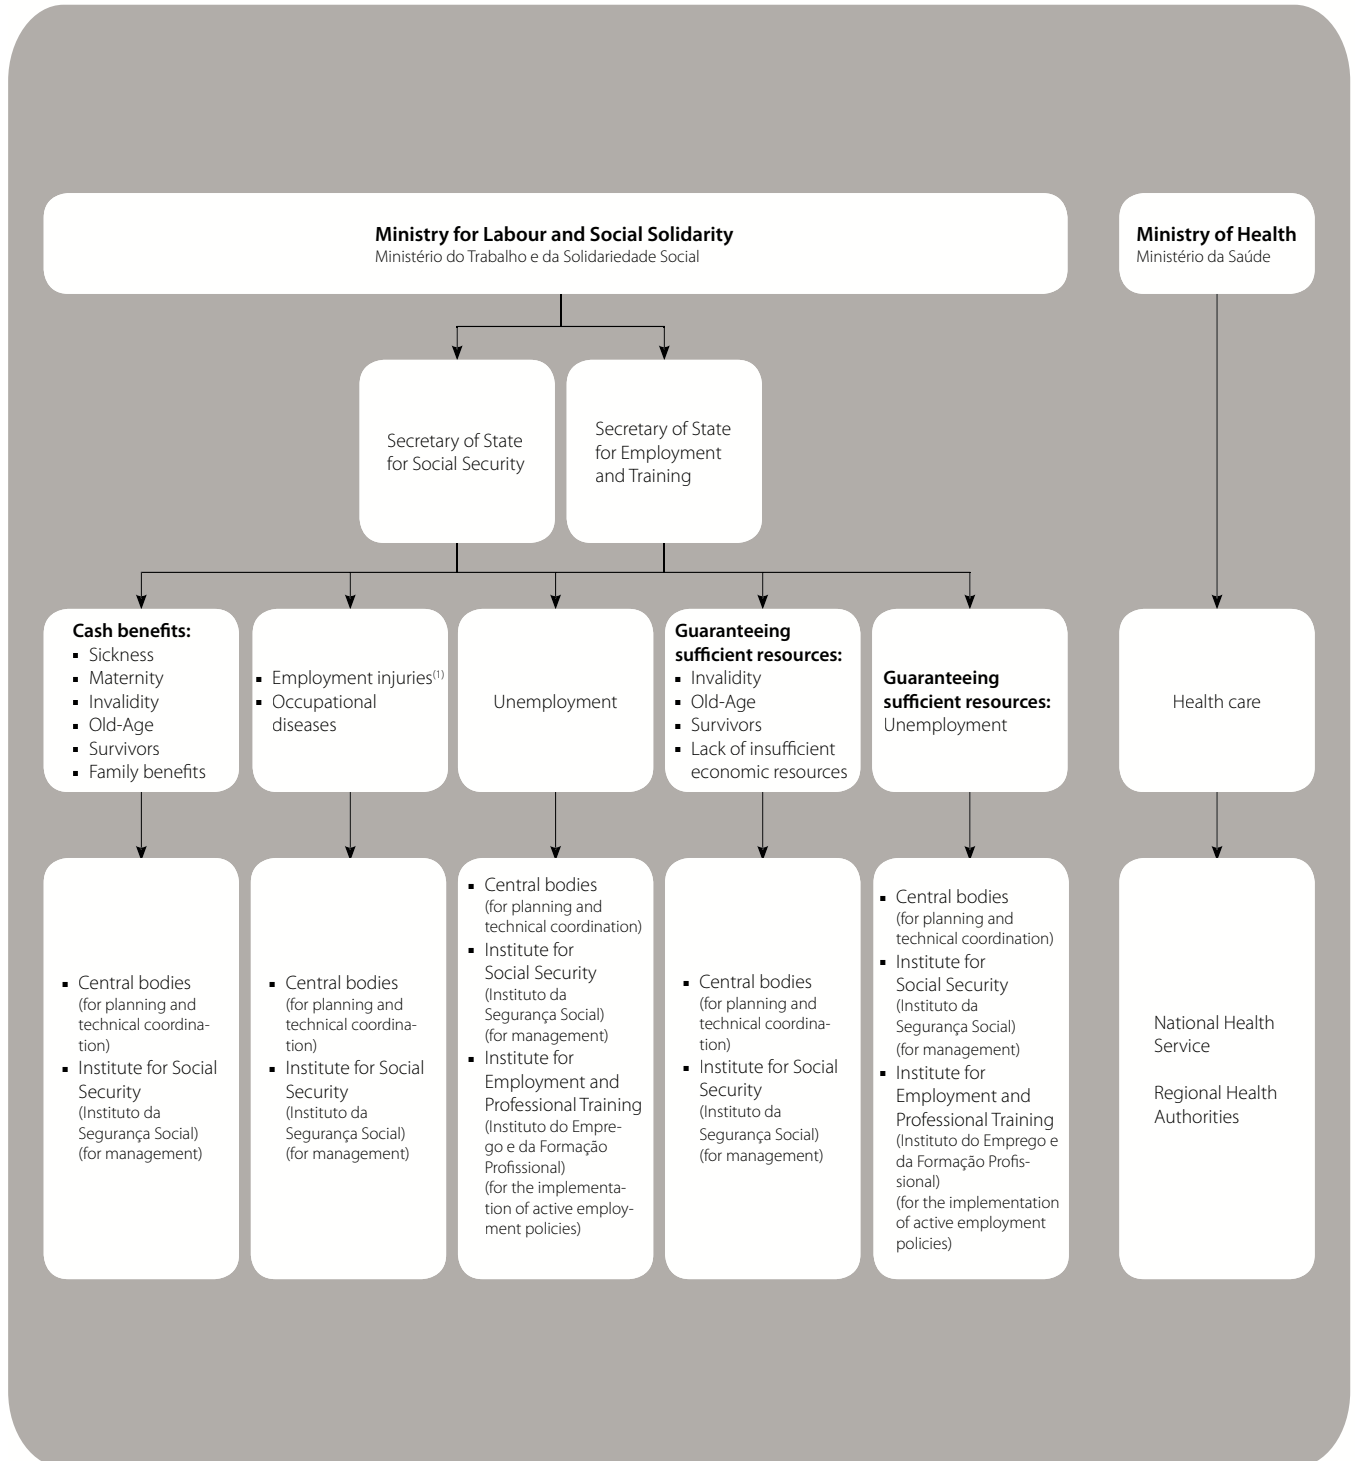 Ministry for Labour and Social Solidarity
Ministério do Trabalho e da Solidariedade Social
Ministry of Health
Ministério da Saúde
Secretary of State
for Social Security
Secretary of State
for Employment
and Training
Cash benefits:
▪ Sickness
▪ Maternity
▪ Invalidity
▪ Old-Age
▪ Survivors
▪ Family benefits
▪ Employment injuries(1)
▪ Occupational
diseases
Unemployment
Guaranteeing
sufficient resources:
▪ Invalidity
▪ Old-Age
▪ Survivors
▪ Lack of insufficient
economic resources
Guaranteeing
sufficient resources:
Unemployment
Health care
▪ Central bodies
(for planning and
technical coordina-
tion)
▪ Institute for Social
Security
(Instituto da
Segurança Social)
(for management)
▪ Central bodies
(for planning and
technical coordina-
tion)
▪ Institute for Social
Security
(Instituto da
Segurança Social)
(for management)
▪ Central bodies
(for planning and
technical coordination)
▪ Institute for
Social Security
(Instituto da
Segurança Social)
(for management)
▪ Institute for
Employment and
Professional Training
(Instituto do Empre-
go e da Formação
Profissional)
(for the implementa-
tion of active employ-
ment policies)
▪ Central bodies
(for planning and
technical coordina-
tion)
▪ Institute for Social
Security
(Instituto da
Segurança Social)
(for management)
▪ Central bodies
(for planning and
technical coordination)
▪ Institute for
Social Security
(Instituto da
Segurança Social)
(for management)
▪ Institute for
Employment and
Professional Training
(Instituto do Emprego e
da Formação Profis-
sional)
(for the implementation
of active employment
policies)
National Health
Service
Regional Health
Authorities